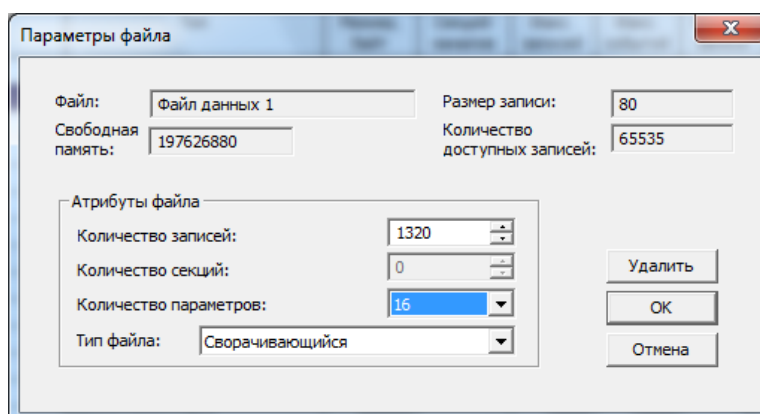 Параметры файла
Файл: Файл данных 1 Размер записи: 80
Свободная память: 197626880 Количество доступных записей: 65535
Атрибуты файла
Количество записей: 1320
Количество секций: 0
Удалить
Количество параметров: 16
OK
Тип файла: Сворачивающийся
Отмена